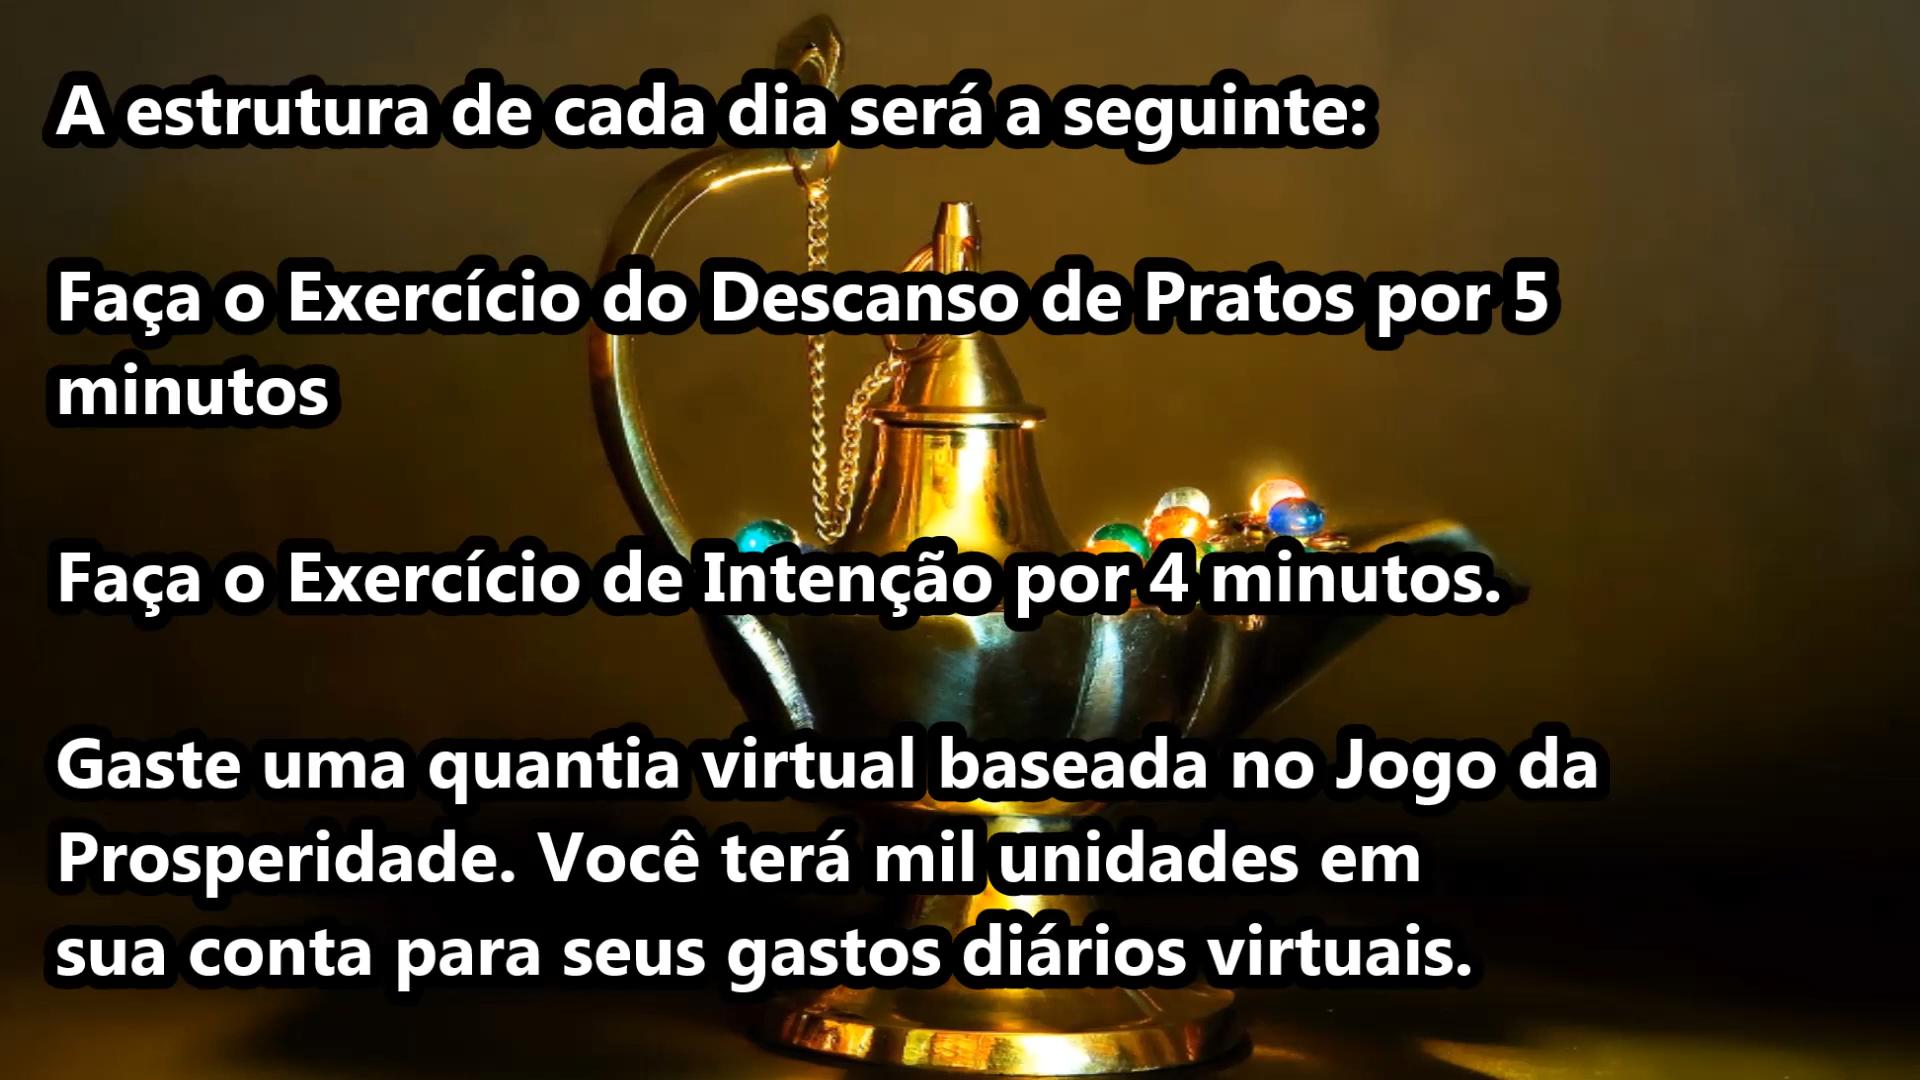 A estrutura de cada dia será a seguinte:
Faça o Exercício do Descanso de Pratos por 5
minutos
Faça o Exercício de Intenção por 4 minutos.
Gaste uma quantia virtual baseada no Jogo da
Prosperidade. Você terá mil unidades em
sua conta para seus gastos diários virtuais.